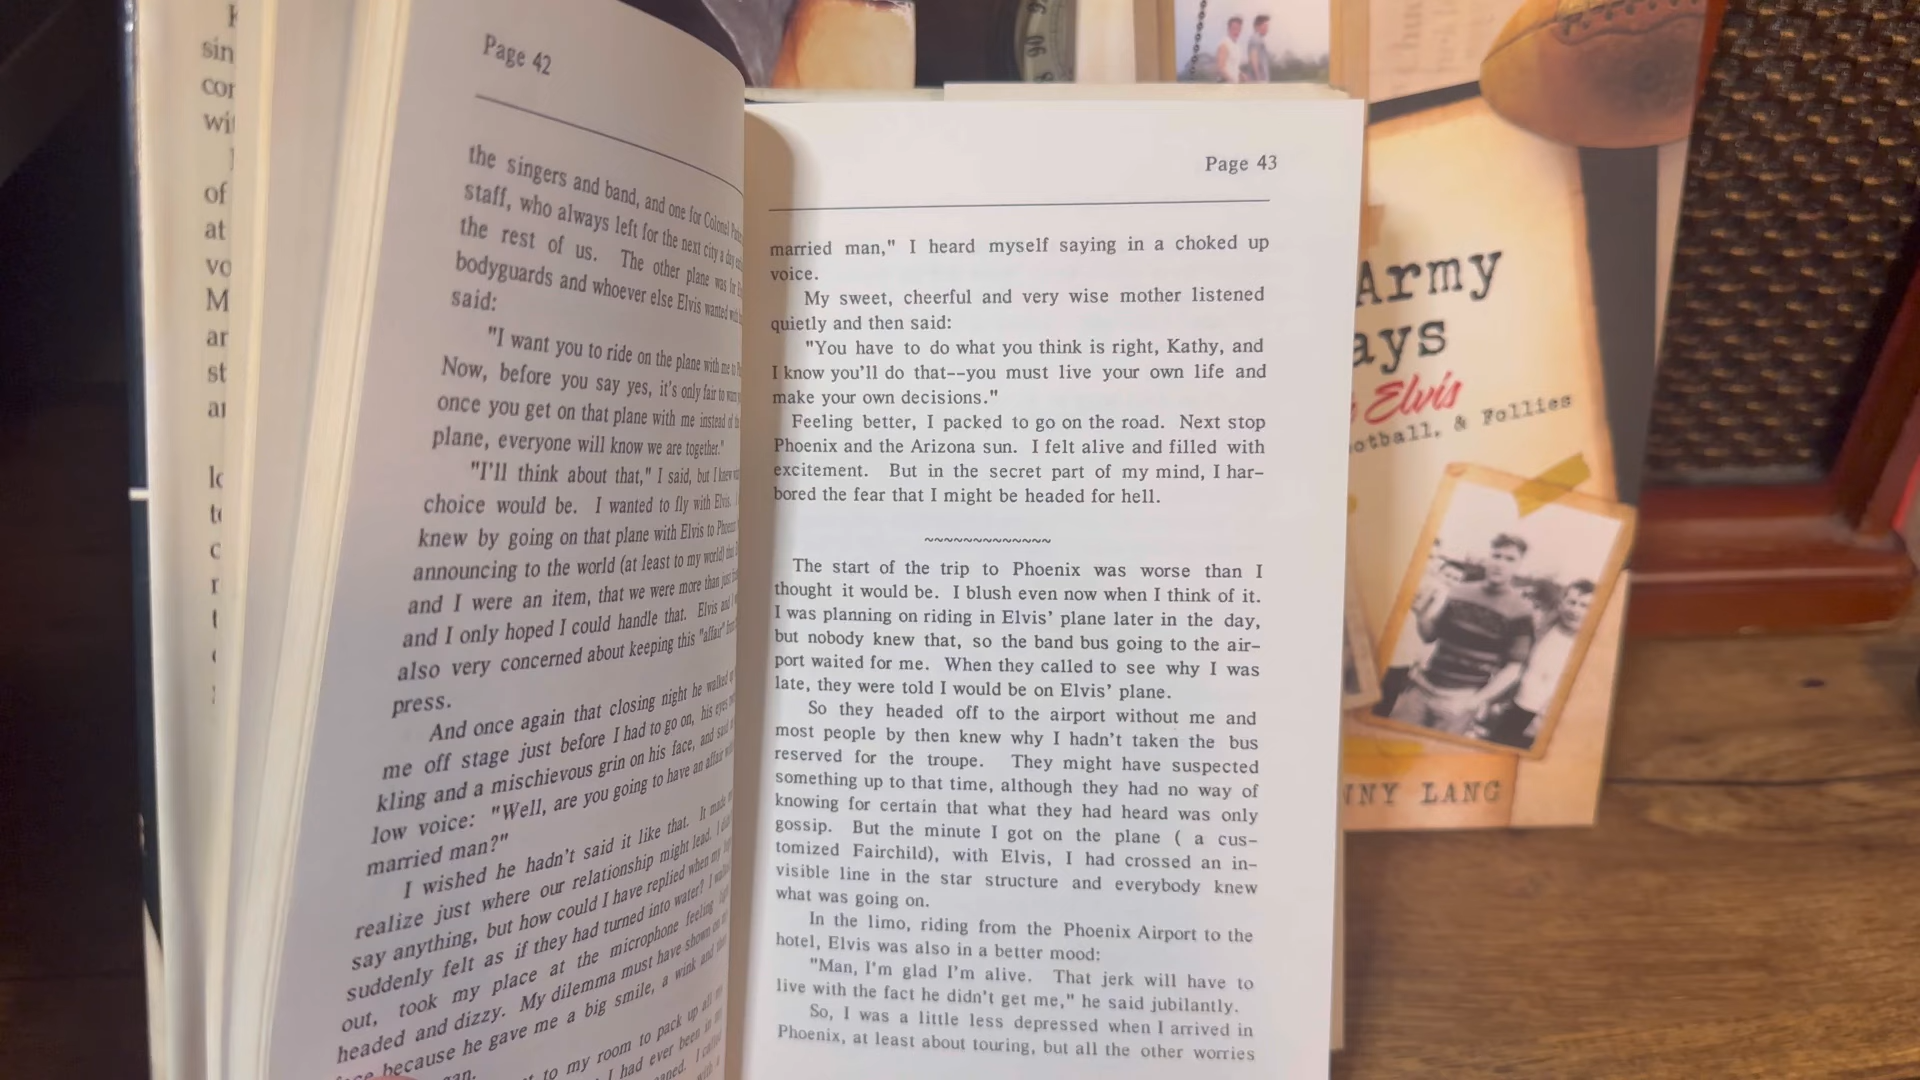 Page 42
the singers and band, and one for Colonel
staff, who always left for the next city a day
the rest of us. The other plane was for
bodyguards and whoever else Elvis wanted
said:
"I want you to ride on the plane with me to
Now, before you say yes, it's only fair to
once you get on that plane with me instead of
plane, everyone will know we are together."
"I'll think about that," I said, but I knew
choice would be. I wanted to fly with Elvis.
knew by going on that plane with Elvis to Phoenix
announcing to the world (at least to my world)
and I were an item, that we were more than just
and I only hoped I could handle that. Elvis and
also very concerned about keeping this "affair"
press.
And once again that closing night he walked
me off stage just before I had to go on, his eyes
kling and a mischievous grin on his face, and said
low voice: "Well, are you going to have an affair
married man?"
I wished he hadn't said it like that. It made
realize just where our relationship might lead. I
say anything, but how could I have replied when my
suddenly felt as if they had turned into water? I
out, took my place at the microphone feeling
headed and dizzy. My dilemma must have shown
because he gave me a big smile, a wink and
to my room to pack up all
I had ever been
Page 43
married man," I heard myself saying in a choked up
voice.
My sweet, cheerful and very wise mother listened
quietly and then said:
"You have to do what you think is right, Kathy, and
I know you'll do that--you must live your own life and
make your own decisions."
Feeling better, I packed to go on the road. Next stop
Phoenix and the Arizona sun. I felt alive and filled with
excitement. But in the secret part of my mind, I har-
bored the fear that I might be headed for hell.
~~~~~~~~~~~~~
The start of the trip to Phoenix was worse than I
thought it would be. I blush even now when I think of it.
I was planning on riding in Elvis' plane later in the day,
but nobody knew that, so the band bus going to the air-
port waited for me. When they called to see why I was
late, they were told I would be on Elvis' plane.
So they headed off to the airport without me and
most people by then knew why I hadn't taken the bus
reserved for the troupe. They might have suspected
something up to that time, although they had no way of
knowing for certain that what they had heard was only
gossip. But the minute I got on the plane ( a cus-
tomized Fairchild), with Elvis, I had crossed an in-
visible line in the star structure and everybody knew
what was going on.
In the limo, riding from the Phoenix Airport to the
hotel, Elvis was also in a better mood:
"Man, I'm glad I'm alive. That jerk will have to
live with the fact he didn't get me," he said jubilantly.
So, I was a little less depressed when I arrived in
Phoenix, at least about touring, but all the other worries
Army
ays
Elvis
otball, & Follies
NNY LANG